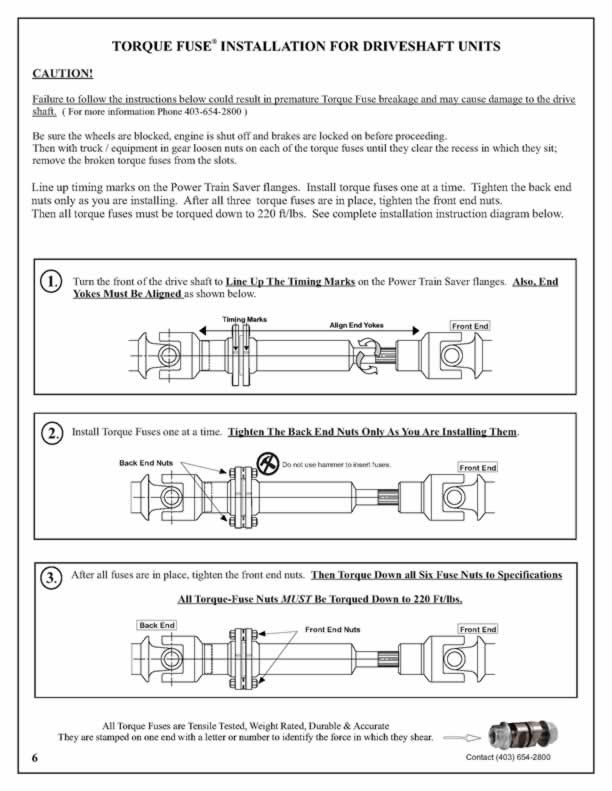 TORQUE FUSE® INSTALLATION FOR DRIVESHAFT UNITS
CAUTION!
Failure to follow the instructions below could result in premature Torque Fuse breakage and may cause damage to the drive
shaft. ( For more information Phone 403-654-2800 )
Be sure the wheels are blocked, engine is shut off and brakes are locked on before proceeding.
Then with truck / equipment in gear loosen nuts on each of the torque fuses until they clear the recess in which they sit;
remove the broken torque fuses from the slots.
Line up timing marks on the Power Train Saver flanges. Install torque fuses one at a time. Tighten the back end
nuts only as you are installing. After all three torque fuses are in place, tighten the front end nuts.
Then all torque fuses must be torqued down to 220 ft/lbs. See complete installation instruction diagram below.
1. Turn the front of the drive shaft to Line Up The Timing Marks on the Power Train Saver flanges. Also, End
Yokes Must Be Aligned as shown below.
Timing Marks
Align End Yokes
Front End
2. Install Torque Fuses one at a time. Tighten The Back End Nuts Only As You Are Installing Them.
Back End Nuts
Do not use hammer to insert fuses.
Front End
3. After all fuses are in place, tighten the front end nuts. Then Torque Down all Six Fuse Nuts to Specifications
All Torque-Fuse Nuts MUST Be Torqued Down to 220 Ft/lbs.
Back End
Front End Nuts
Front End
All Torque Fuses are Tensile Tested, Weight Rated, Durable & Accurate
They are stamped on one end with a letter or number to identify the force in which they shear.
6
Contact (403) 654-2800